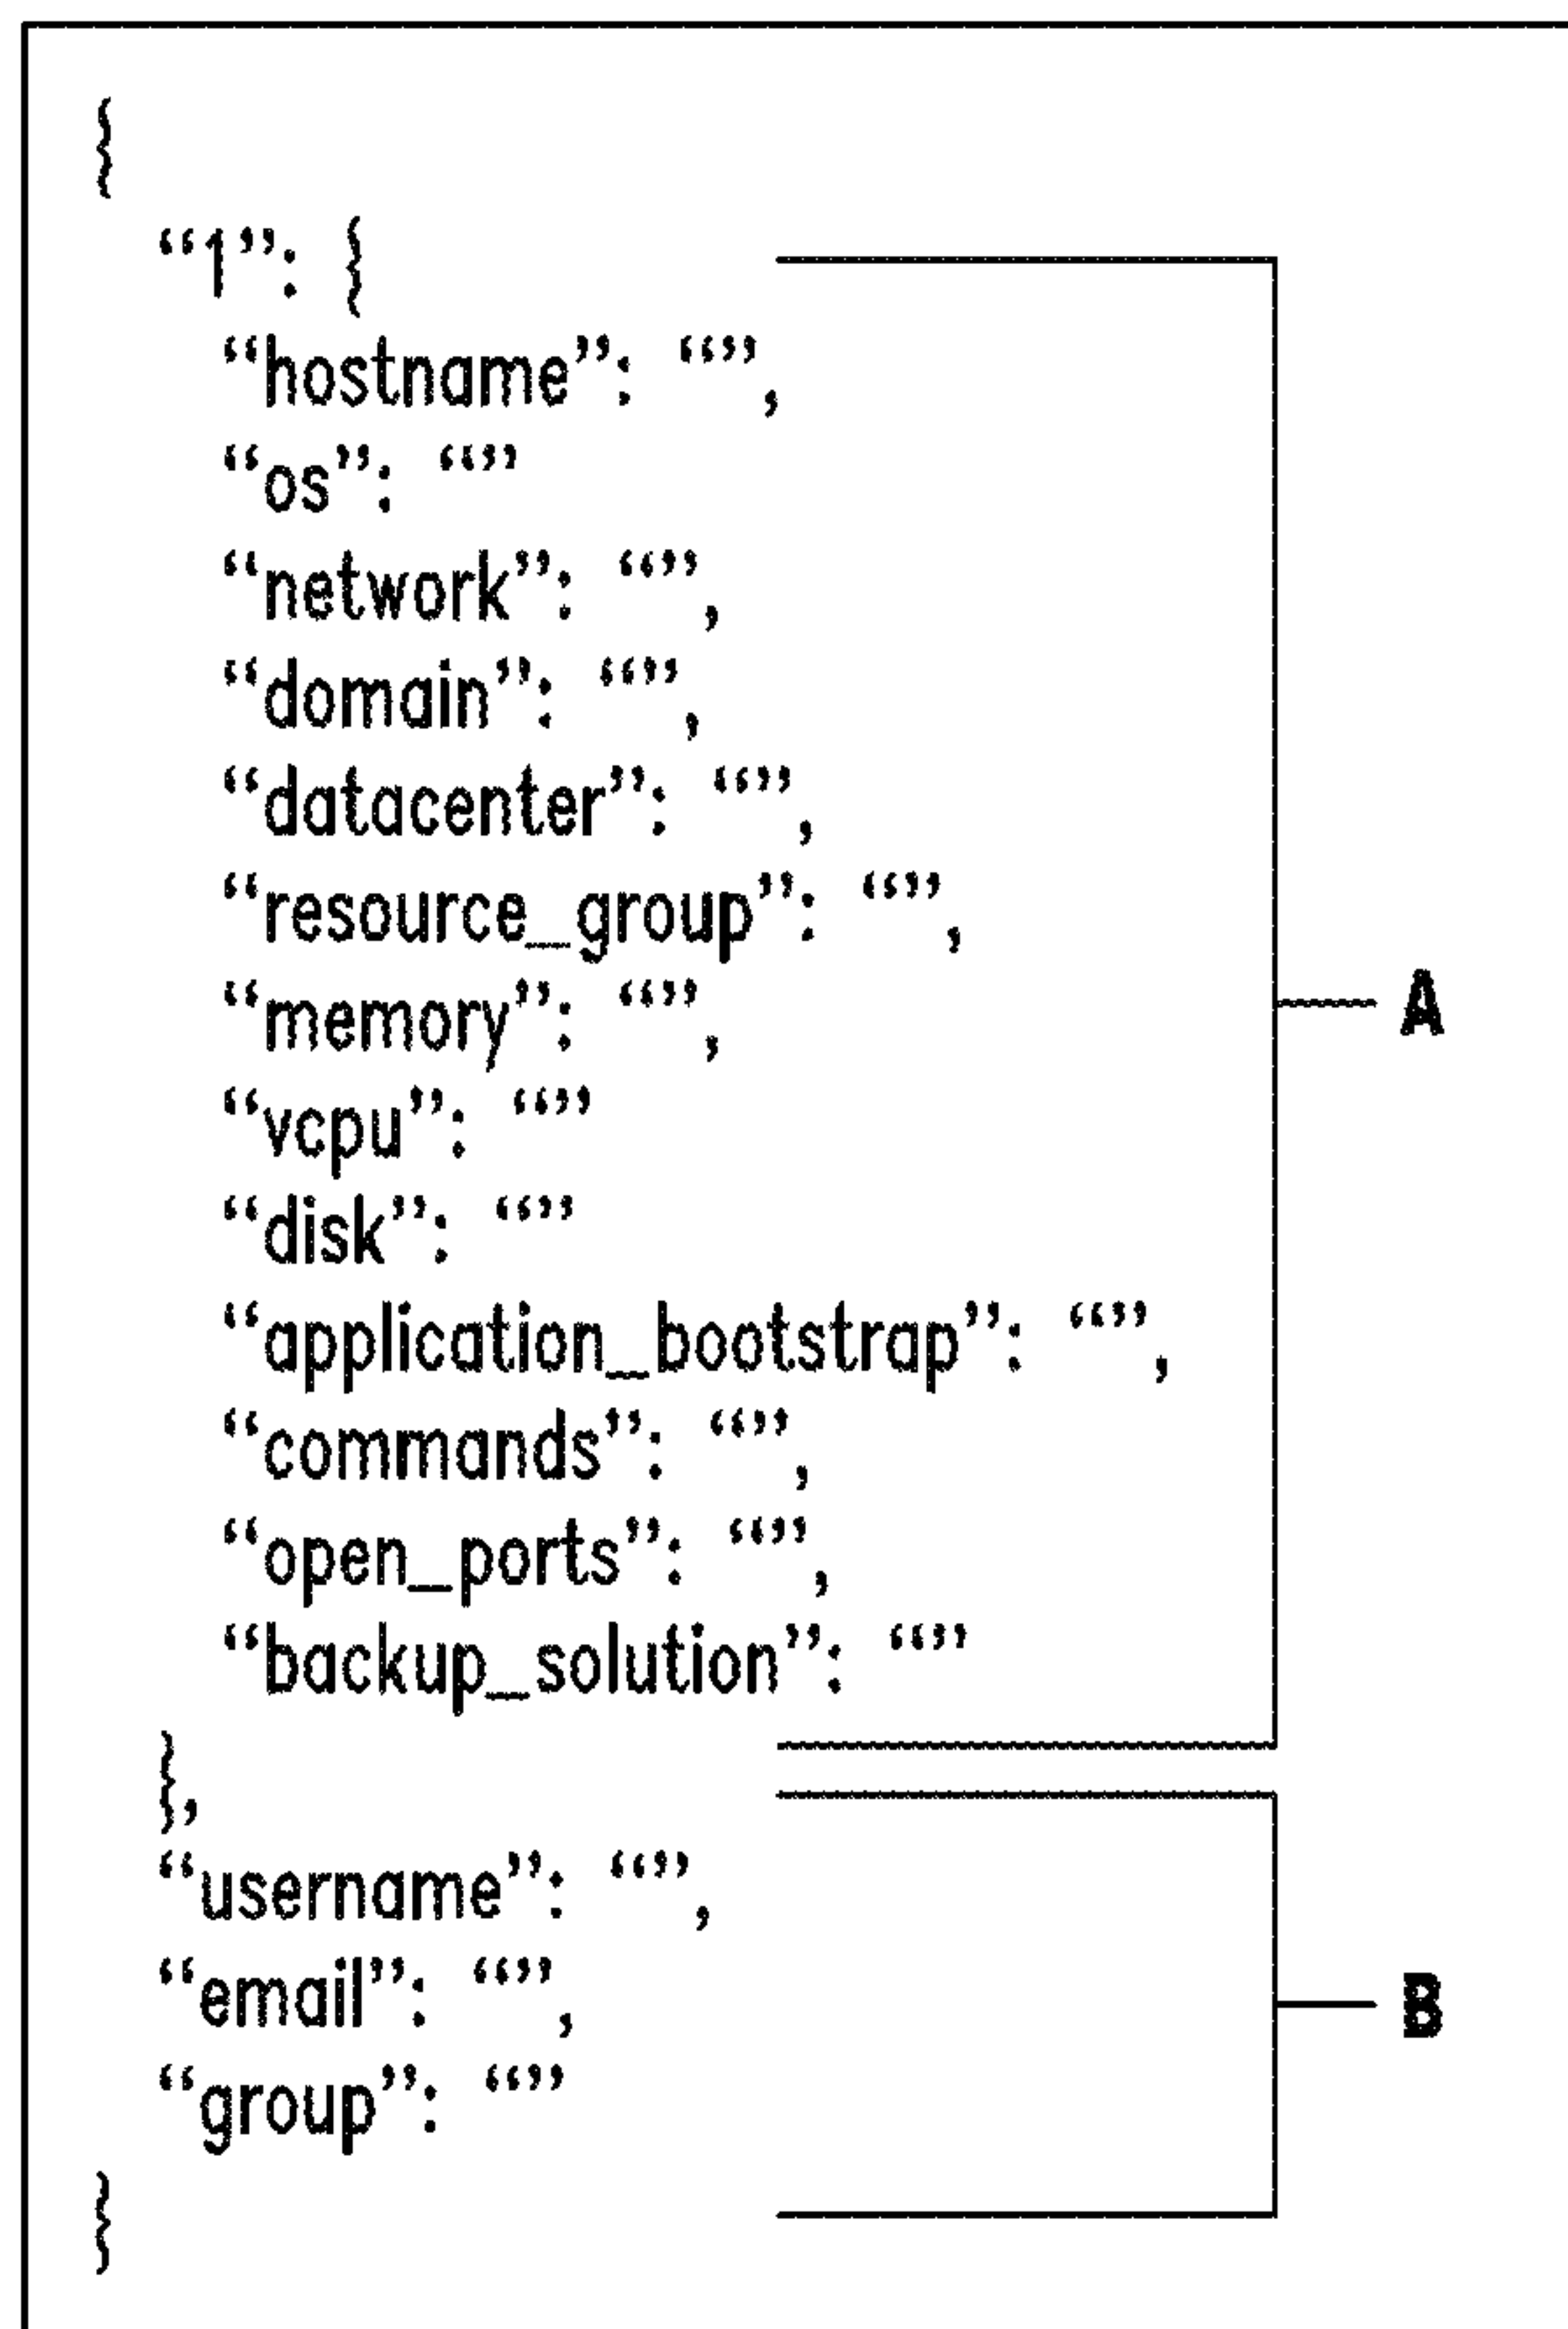 {
“1”: {
“hostname”: “”,
“os”: “”
“network”: “”,
“domain”: “”,
“datacenter”: “”,
“resource_group”: “”,
“memory”: “”,
“vcpu”: “”
“disk”: “”
“application_bootstrap”: “”,
“commands”: “”,
“open_ports”: “”,
“backup_solution”: “”
},
“username”: “”,
“email”: “”,
“group”: “”
}
A
B